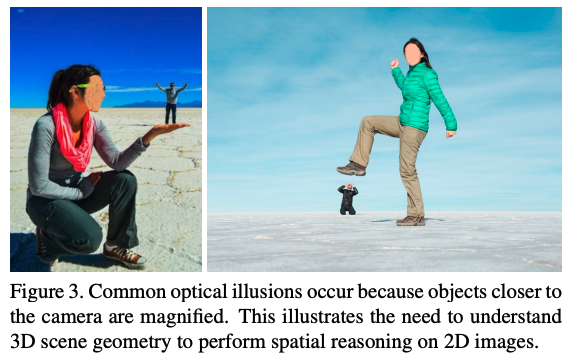 Figure 3. Common optical illusions occur because objects closer to
the camera are magnified. This illustrates the need to understand
3D scene geometry to perform spatial reasoning on 2D images.